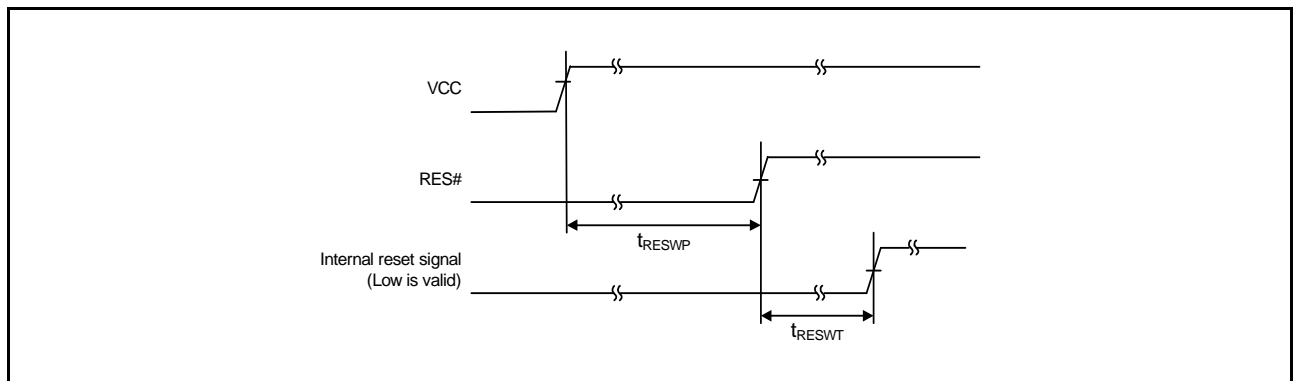 VCC
RES#
tRESWP
Internal reset signal
(Low is valid)
tRESWT